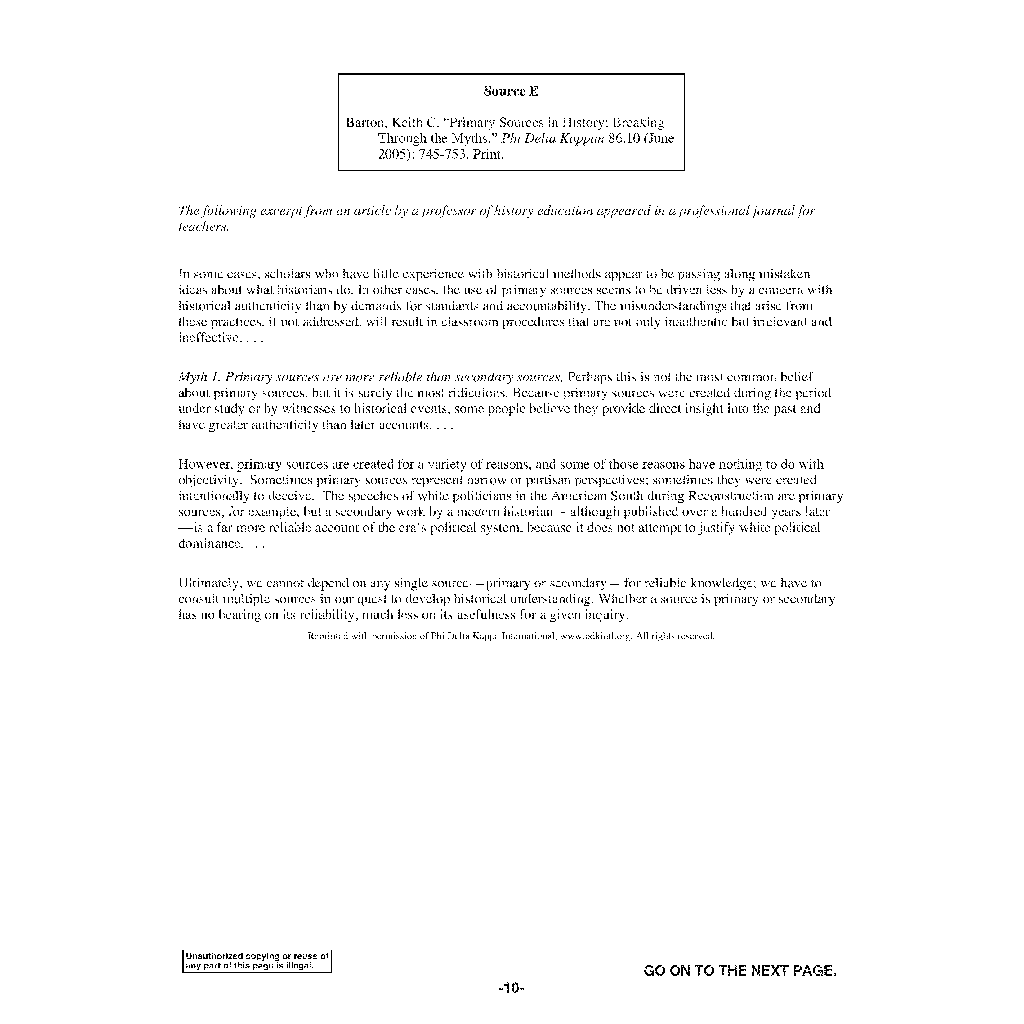 Source E
Barton, Keith C. “Primary Sources in History: Breaking
Through the Myths.” Phi Delta Kappan 86.10 (June
2005): 745-753. Print.
The following excerpt from an article by a professor of history education appeared in a professional journal for
teachers.
In some cases, scholars who have little experience with historical methods appear to be passing along mistaken
ideas about what historians do. In other cases, the use of primary sources seems to be driven less by a concern with
historical authenticity than by demands for standards and accountability. The misunderstandings that arise from
these practices, if not addressed, will result in classroom procedures that are not only inauthentic but irrelevant and
ineffective. . . .
Myth 1. Primary sources are more reliable than secondary sources. Perhaps this is not the most common belief
about primary sources, but it is surely the most ridiculous. Because primary sources were created during the period
under study or by witnesses to historical events, some people believe they provide direct insight into the past and
have greater authenticity than later accounts. . . .
However, primary sources are created for a variety of reasons, and some of those reasons have nothing to do with
objectivity. Sometimes primary sources represent narrow or partisan perspectives; sometimes they were created
intentionally to deceive. The speeches of white politicians in the American South during Reconstruction are primary
sources, for example, but a secondary work by a modern historian - although published over a hundred years later
—is a far more reliable account of the era’s political system, because it does not attempt to justify white political
dominance. . . .
Ultimately, we cannot depend on any single source—primary or secondary—for reliable knowledge; we have to
consult multiple sources in our quest to develop historical understanding. Whether a source is primary or secondary
has no bearing on its reliability, much less on its usefulness for a given inquiry.
Reprinted with permission of Phi Delta Kappa International, www.pdkintl.org. All rights reserved.
Unauthorized copying or reuse of
any part of this page is illegal.
GO ON TO THE NEXT PAGE.
-10-